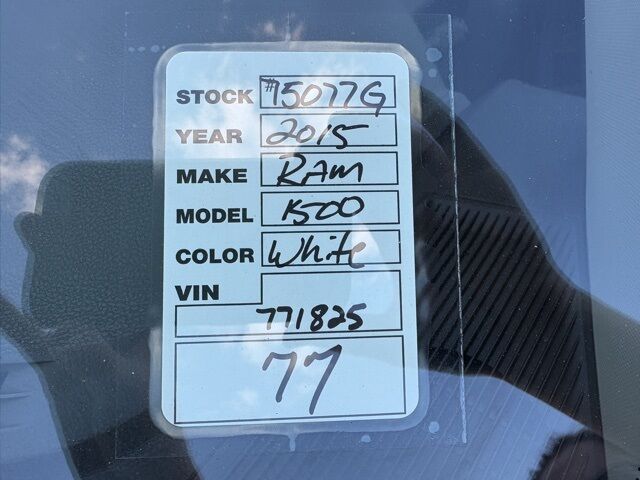 STOCK #15077G
YEAR 2015
MAKE RAM
MODEL 1500
COLOR White
VIN
771825
77